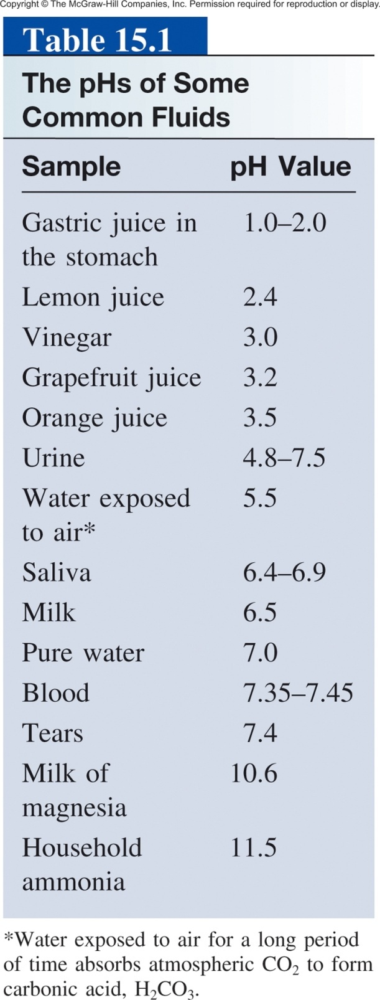 Copyright © The McGraw-Hill Companies, Inc. Permission required for reproduction or display.
Table 15.1
The pHs of Some
Common Fluids
Sample pH Value
Gastric juice in 1.0–2.0
the stomach
Lemon juice 2.4
Vinegar 3.0
Grapefruit juice 3.2
Orange juice 3.5
Urine 4.8–7.5
Water exposed 5.5
to air*
Saliva 6.4–6.9
Milk 6.5
Pure water 7.0
Blood 7.35–7.45
Tears 7.4
Milk of 10.6
magnesia
Household 11.5
ammonia
*Water exposed to air for a long period
of time absorbs atmospheric CO₂ to form
carbonic acid, H₂CO₃.